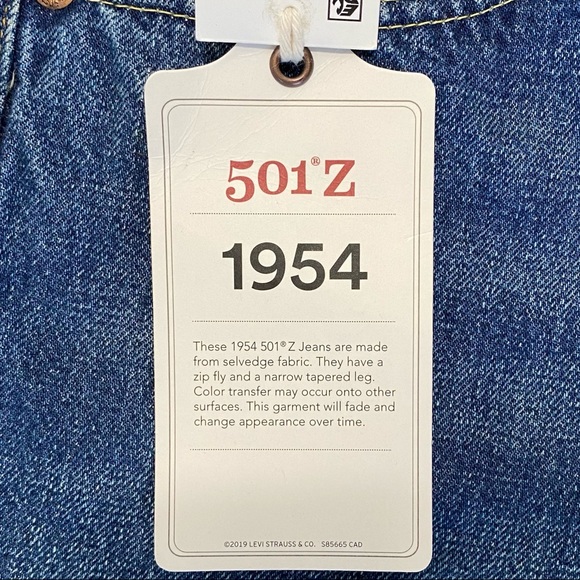 501®Z
1954
These 1954 501® Z Jeans are made
from selvedge fabric. They have a
zip fly and a narrow tapered leg.
Color transfer may occur onto other
surfaces. This garment will fade and
change appearance over time.
©2019 LEVI STRAUSS & CO. S85665 CAD